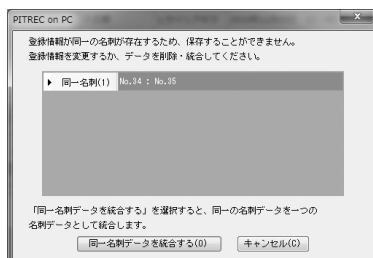 PITREC on PC
登録情報が同一の名刺が存在するため、保存することができません。
登録情報を変更するか、データを削除・統合してください。
同一名刺(1) No.34 : No.35
「同一名刺データを統合する」を選択すると、同一の名刺データを一つの
名刺データとして統合します。
同一名刺データを統合する(O) キャンセル(C)